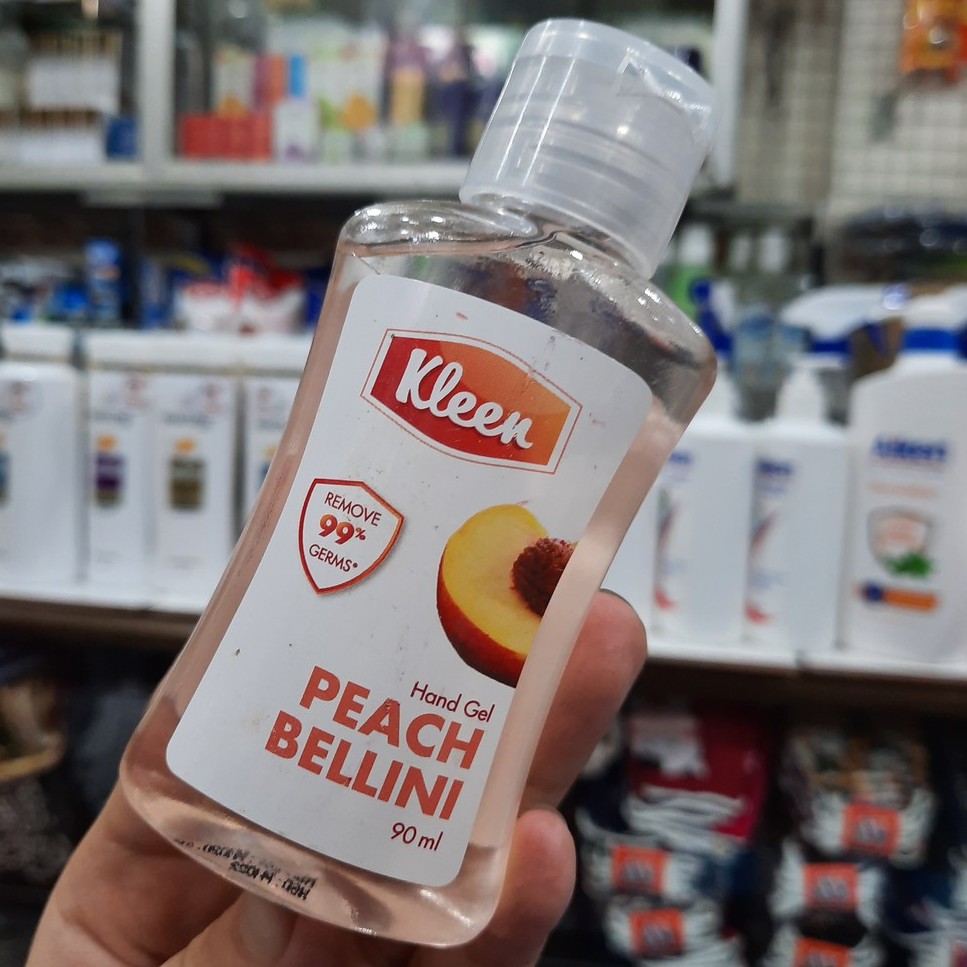 Kleen
REMOVE
99%
GERMS*
Hand Gel
PEACH
BELLINI
90 ml